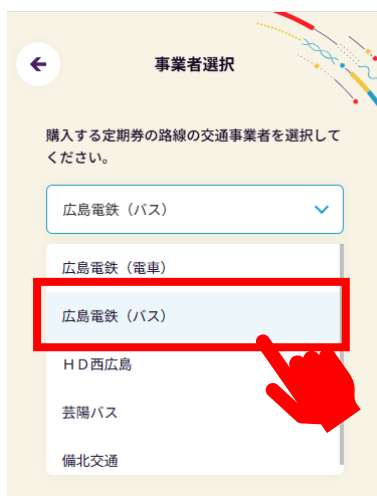 事業者選択
購入する定期券の路線の交通事業者を選択して
ください。
広島電鉄（バス）
広島電鉄（電車）
広島電鉄（バス）
ＨＤ西広島
芸陽バス
備北交通